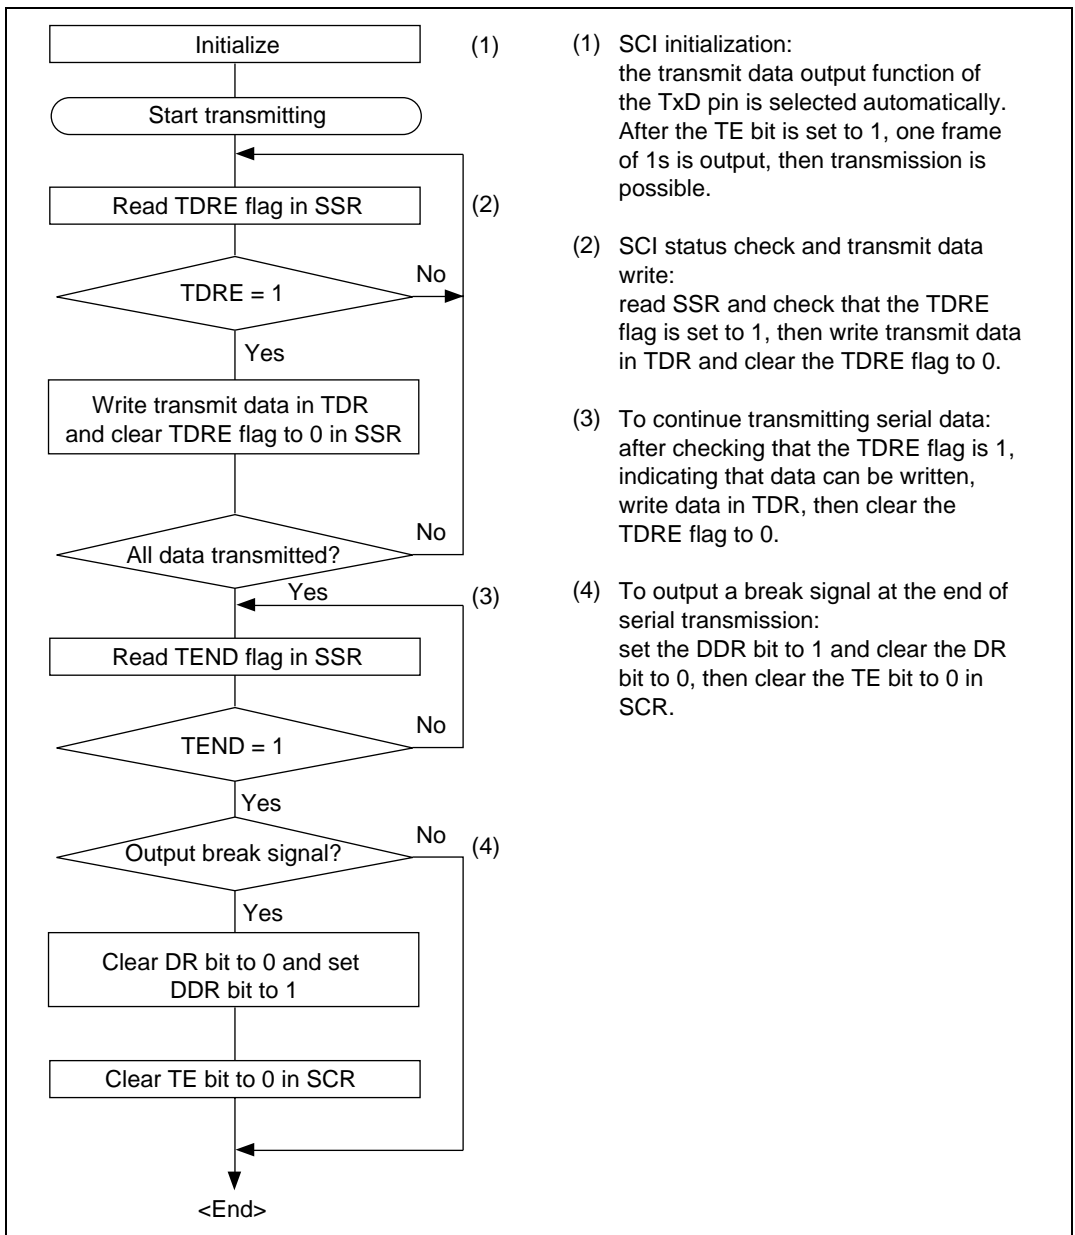 Initialize
(1)
Start transmitting
Read TDRE flag in SSR
(2)
TDRE = 1
No
Yes
Write transmit data in TDR
and clear TDRE flag to 0 in SSR
All data transmitted?
No
Yes
(3)
Read TEND flag in SSR
TEND = 1
No
Yes
Output break signal?
No
(4)
Yes
Clear DR bit to 0 and set
DDR bit to 1
Clear TE bit to 0 in SCR
<End>
(1) SCI initialization:
the transmit data output function of
the TxD pin is selected automatically.
After the TE bit is set to 1, one frame
of 1s is output, then transmission is
possible.
(2) SCI status check and transmit data
write:
read SSR and check that the TDRE
flag is set to 1, then write transmit data
in TDR and clear the TDRE flag to 0.
(3) To continue transmitting serial data:
after checking that the TDRE flag is 1,
indicating that data can be written,
write data in TDR, then clear the
TDRE flag to 0.
(4) To output a break signal at the end of
serial transmission:
set the DDR bit to 1 and clear the DR
bit to 0, then clear the TE bit to 0 in
SCR.